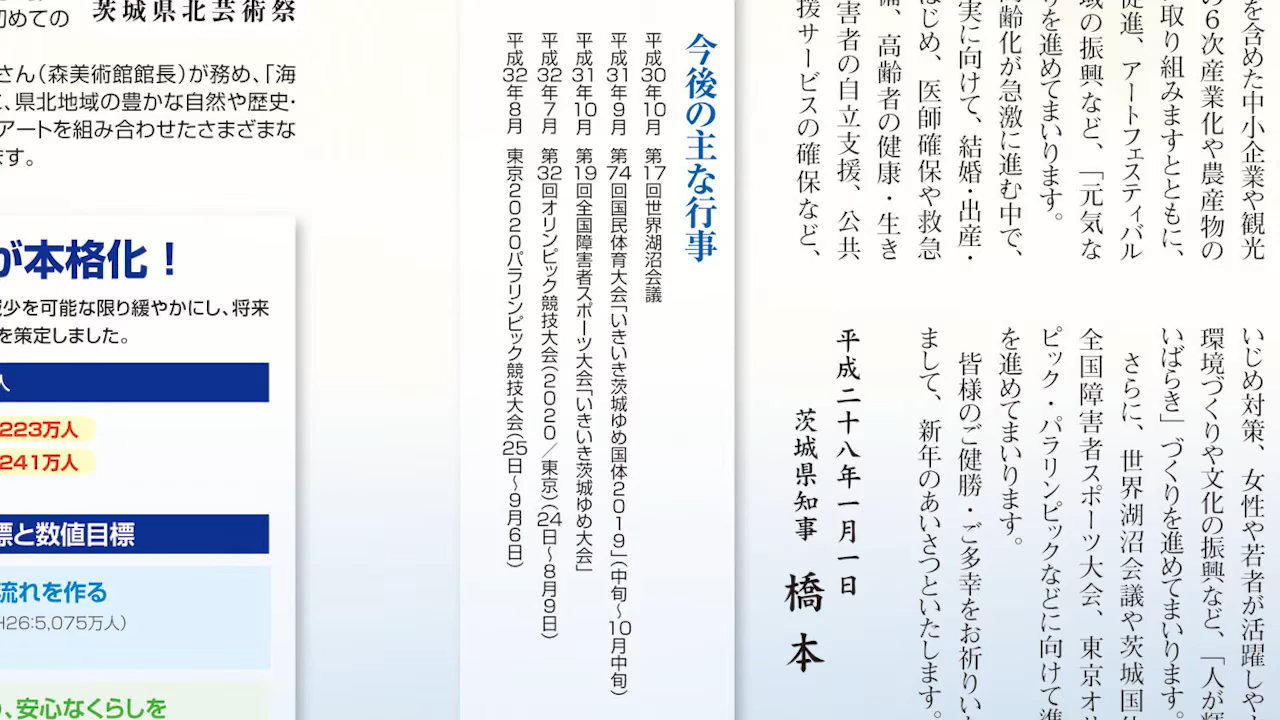 を含めた中小企業や観光
の6次産業化や農産物の
取り組みますとともに、
促進、アートフェスティバル
域の振興など、「元気な
りを進めてまいります。
高齢化が急激に進む中で、
実に向けて、結婚・出産・
はじめ、医師確保や救急
備、高齢者の健康・生き
害者の自立支援、公共
援サービスの確保など、
いじめ対策、女性や若者が活躍しや
環境づくりや文化の振興など、「人が
いばらき」づくりを進めてまいります。
さらに、世界湖沼会議や茨城国
全国障害者スポーツ大会、東京オ
ピック・パラリンピックなどに向けて
を進めてまいります。
皆様のご健勝・ご多幸をお祈りい
まして、新年のあいさつといたします。
平成二十八年一月一日
茨城県知事 橋本
今後の主な行事
平成30年10月 第17回世界湖沼会議
平成31年9月 第74回国民体育大会「いきいき茨城ゆめ国体2019」(中旬~10月中旬)
平成31年10月 第19回全国障害者スポーツ大会「いきいき茨城ゆめ大会」
平成32年7月 第32回オリンピック競技大会(2020/東京)(24日~8月9日)
平成32年8月 東京2020パラリンピック競技大会(25日~9月6日)
初めての 茨城県北芸術祭
さん(森美術館館長)が務め、「海
、県北地域の豊かな自然や歴史・
アートを組み合わせたさまざまな
ます。
が本格化!
減少を可能な限り緩やかにし、将来
を策定しました。
人
223万人
241万人
標と数値目標
流れを作る
H26:5,075万人)
、安心なくらしを